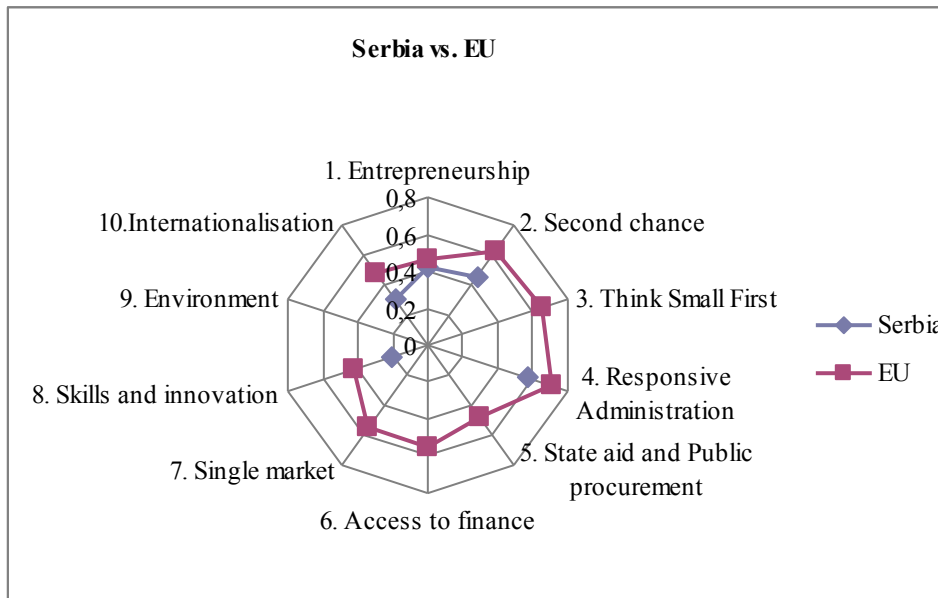 Serbia vs. EU
1. Entrepreneurship
0,8
10.Internationalisation
2. Second chance
0,6
0,4
9. Environment
3. Think Small First
0,2
Serbia
0
EU
8. Skills and innovation
4. Responsive
Administration
7. Single market
5. State aid and Public
procurement
6. Access to finance